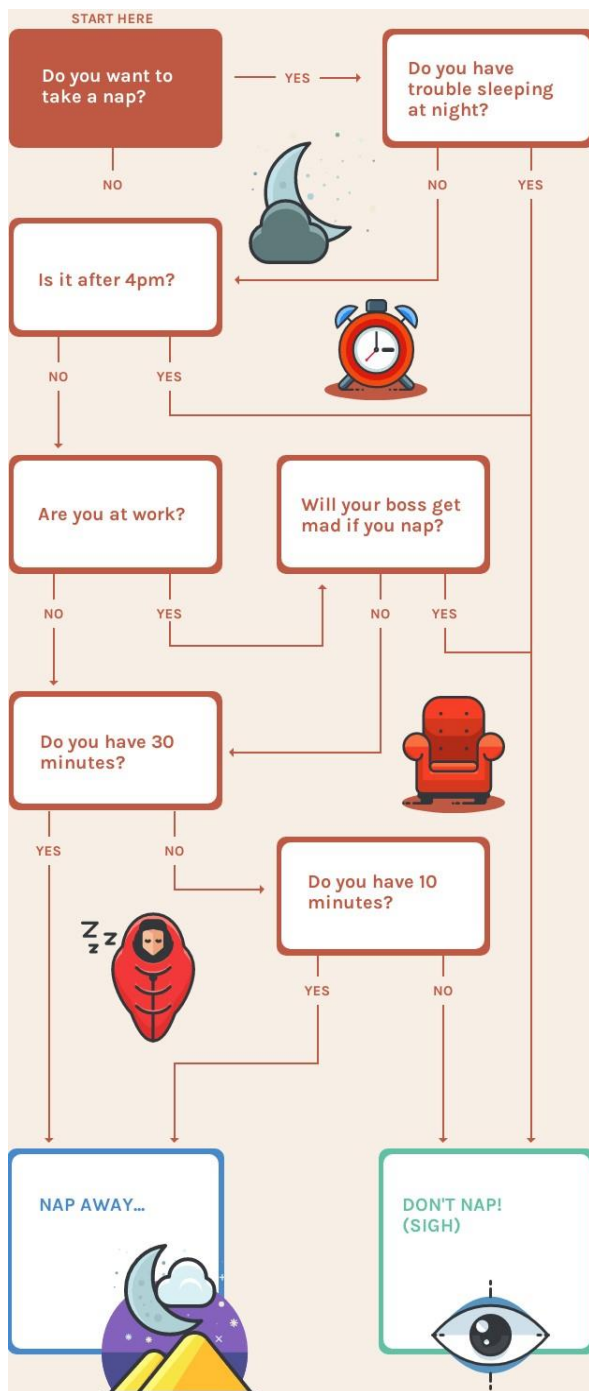 START HERE
Do you want to
take a nap?
YES
Do you have
trouble sleeping
at night?
NO
NO
YES
Is it after 4pm?
NO
YES
Are you at work?
Will your boss get
mad if you nap?
NO
YES
NO
YES
Do you have 30
minutes?
YES
NO
Do you have 10
minutes?
Z
z
z
YES
NO
NAP AWAY...
DON'T NAP!
(SIGH)